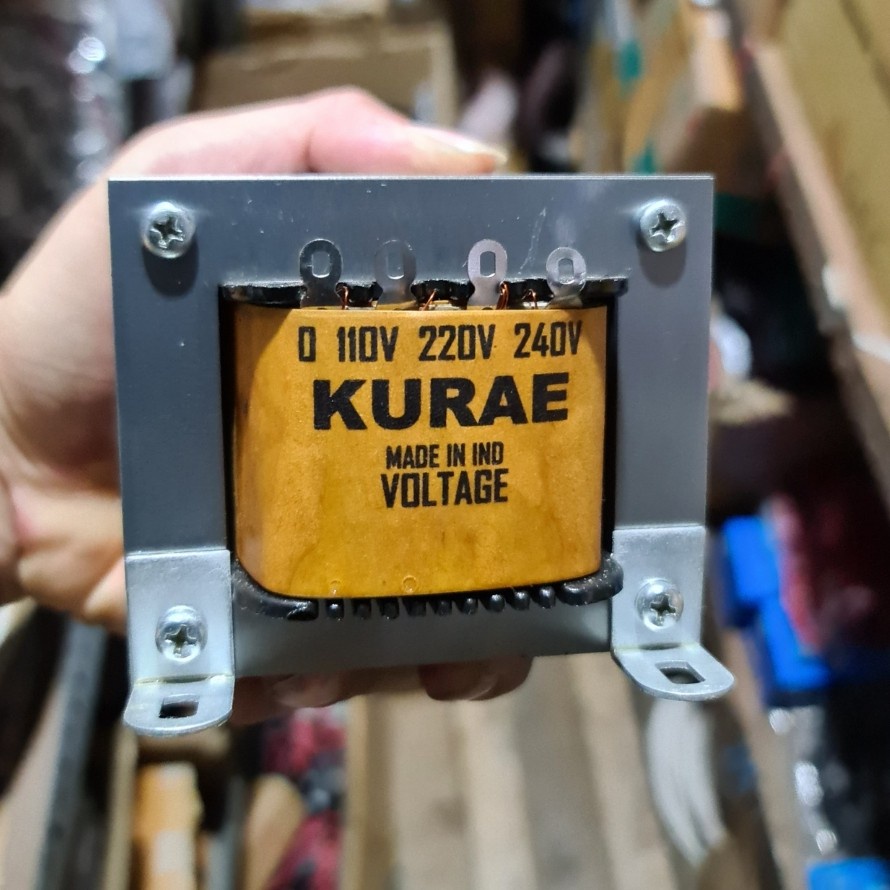 0 110V 220V 240V
KURAE
MADE IN IND
VOLTAGE